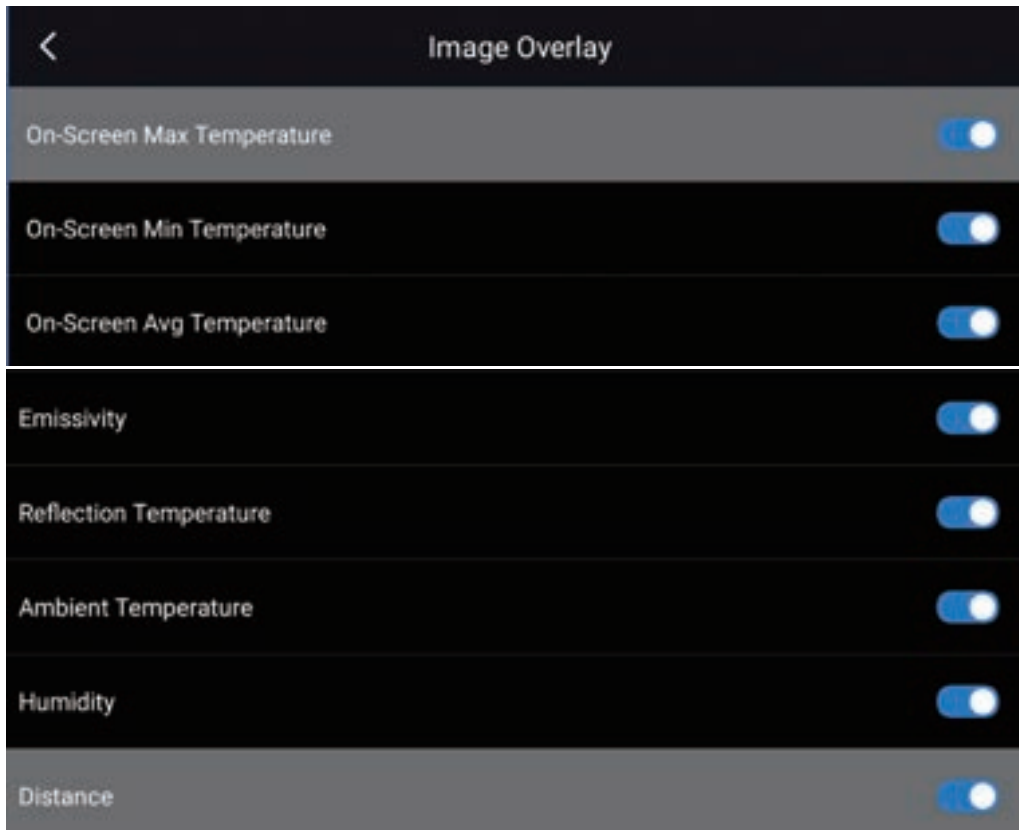 Image Overlay
On-Screen Max Temperature
On-Screen Min Temperature
On-Screen Avg Temperature
Emissivity
Reflection Temperature
Ambient Temperature
Humidity
Distance